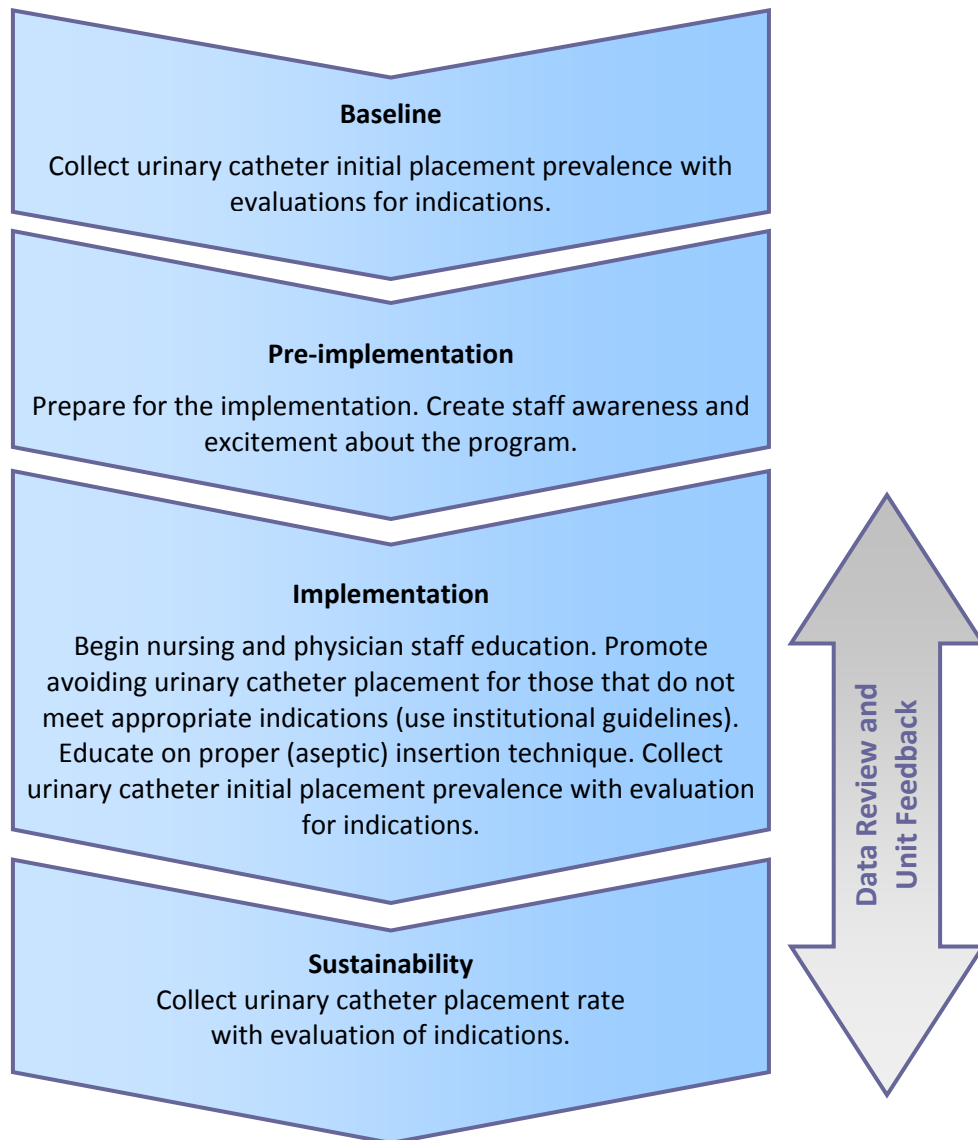 Baseline
Collect urinary catheter initial placement prevalence with
evaluations for indications.
Pre-implementation
Prepare for the implementation. Create staff awareness and
excitement about the program.
Implementation
Begin nursing and physician staff education. Promote
avoiding urinary catheter placement for those that do not
meet appropriate indications (use institutional guidelines).
Educate on proper (aseptic) insertion technique. Collect
urinary catheter initial placement prevalence with evaluation
for indications.
Sustainability
Collect urinary catheter placement rate
with evaluation of indications.
Data Review and
Unit Feedback